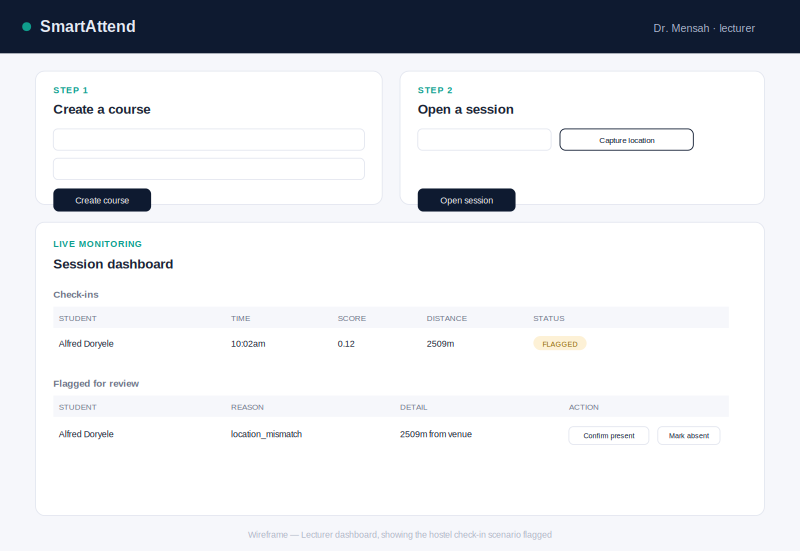 SmartAttend
Dr. Mensah · lecturer
STEP 1
Create a course
Create course
STEP 2
Open a session
Capture location
Open session
LIVE MONITORING
Session dashboard
Check-ins
STUDENT TIME SCORE DISTANCE STATUS
Alfred Doryele 10:02am 0.12 2509m FLAGGED
Flagged for review
STUDENT REASON DETAIL ACTION
Alfred Doryele location_mismatch 2509m from venue Confirm present Mark absent
Wireframe — Lecturer dashboard, showing the hostel check-in scenario flagged